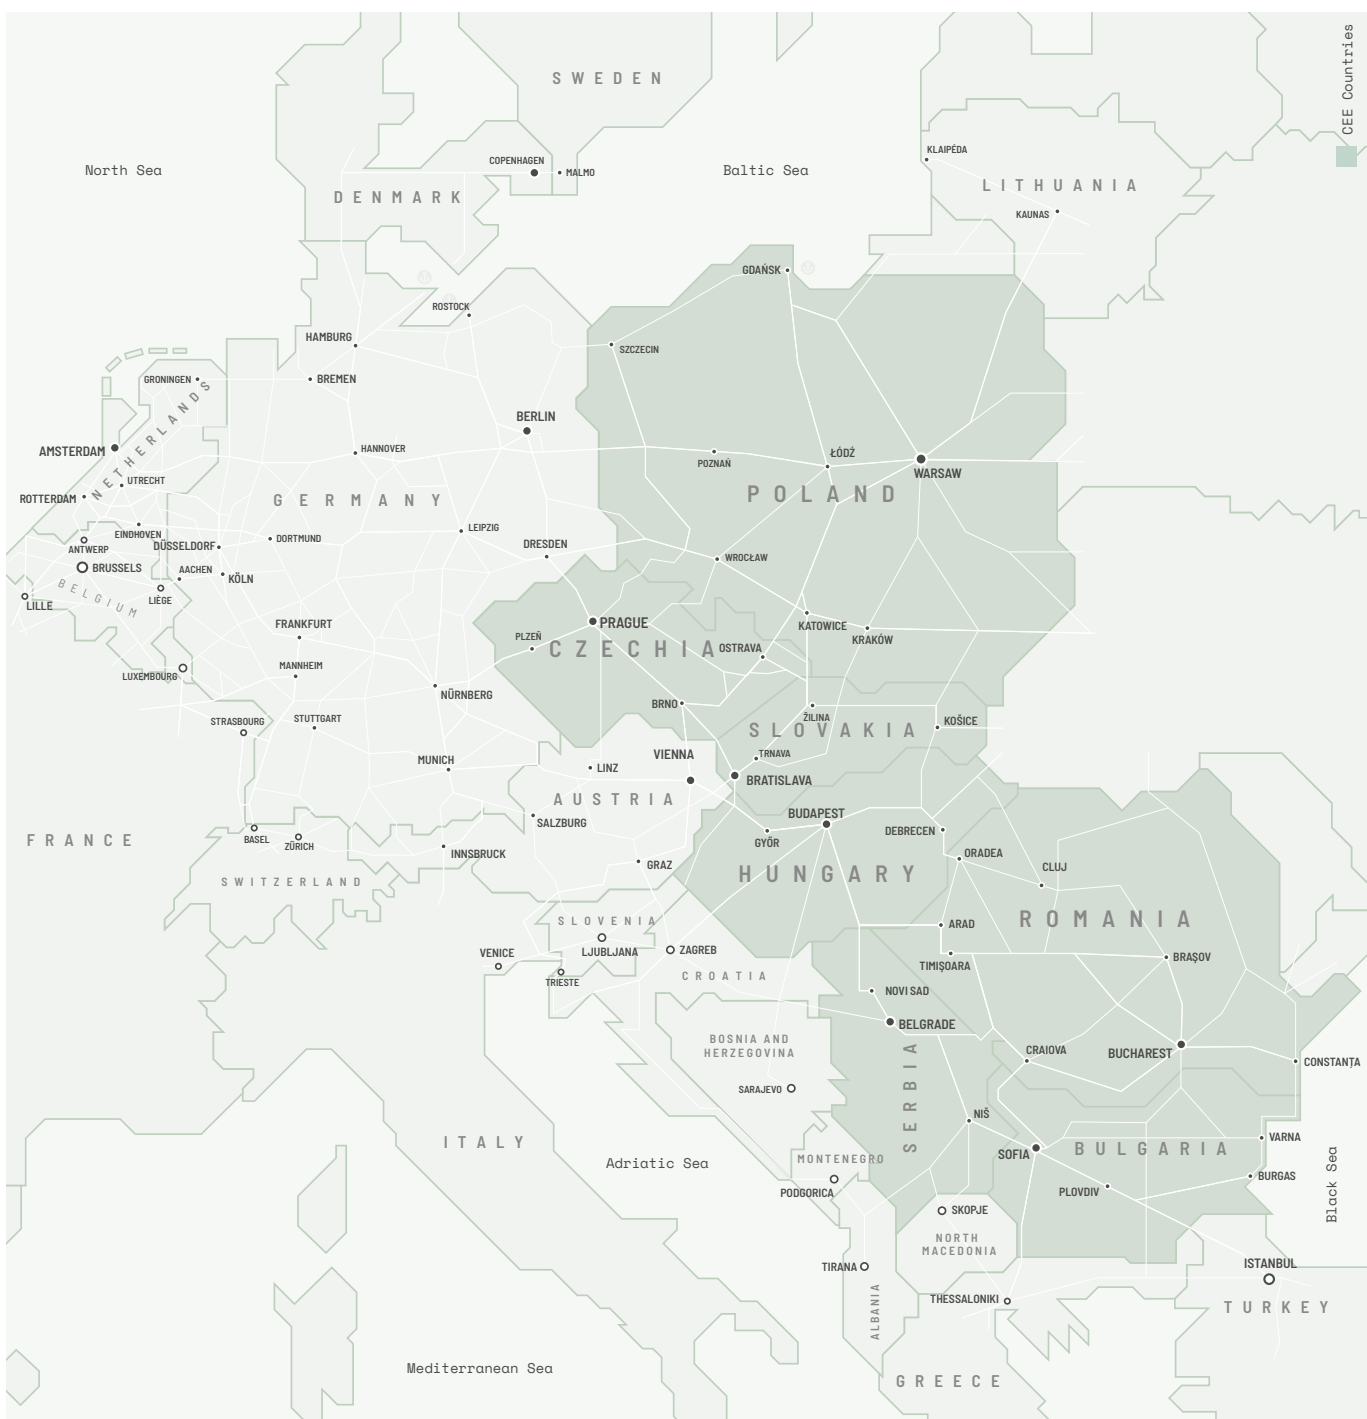 CEE Countries
SWEDEN
North Sea
COPENHAGEN
MALMO
Baltic Sea
KLAIPÉDA
LITHUANIA
DENMARK
KAUNAS
GDAŃSK
ROSTOCK
HAMBURG
SZCZECIN
GRONINGEN
BREMEN
NETHERLANDS
BERLIN
AMSTERDAM
HANNOVER
POZNAŃ
ŁÓDŹ
WARSAW
UTRECHT
ROTTERDAM
GERMANY
POLAND
EINDHOVEN
LEIPZIG
ANTWERP
DÜSSELDORF
DORTMUND
DRESDEN
WROCŁAW
BRUSSELS
AACHEN
KÖLN
BELGIUM
LIÈGE
LILLE
FRANKFURT
PRAGUE
KATOWICE
KRAKÓW
PLZEŇ
CZECHIA
OSTRAVA
LUXEMBOURG
MANNHEIM
NÜRNBERG
BRNO
ŽILINA
STRASBOURG
STUTTGART
SLOVAKIA
KOŠICE
MUNICH
LINZ
VIENNA
TRNAVA
BRATISLAVA
AUSTRIA
SALZBURG
BUDAPEST
FRANCE
BASEL
ZÜRICH
INNSBRUCK
GYŐR
DEBRECEN
ORADEA
CLUJ
GRAZ
SWITZERLAND
HUNGARY
ROMANIA
SLOVENIA
ARAD
VENICE
LJUBLJANA
ZAGREB
TIMIȘOARA
BRAȘOV
TRIESTE
CROATIA
NOVI SAD
BELGRADE
BOSNIA AND
HERZEGOVINA
CRAIOVA
BUCHAREST
CONSTANȚA
SARAJEVO
SERBIA
NIŠ
ITALY
Adriatic Sea
MONTENEGRO
SOFIA
BULGARIA
VARNA
PODGORICA
PLOVDIV
BURGAS
Black Sea
SKOPJE
NORTH
MACEDONIA
TIRANA
ISTANBUL
ALBANIA
THESSALONIKI
TURKEY
Mediterranean Sea
GREECE